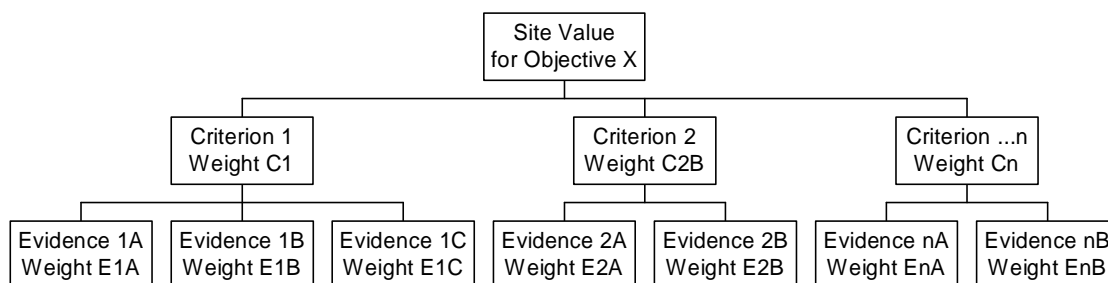 Site Value
for Objective X
Criterion 1
Weight C1
Criterion 2
Weight C2B
Criterion ...n
Weight Cn
Evidence 1A
Weight E1A
Evidence 1B
Weight E1B
Evidence 1C
Weight E1C
Evidence 2A
Weight E2A
Evidence 2B
Weight E2B
Evidence nA
Weight EnA
Evidence nB
Weight EnB